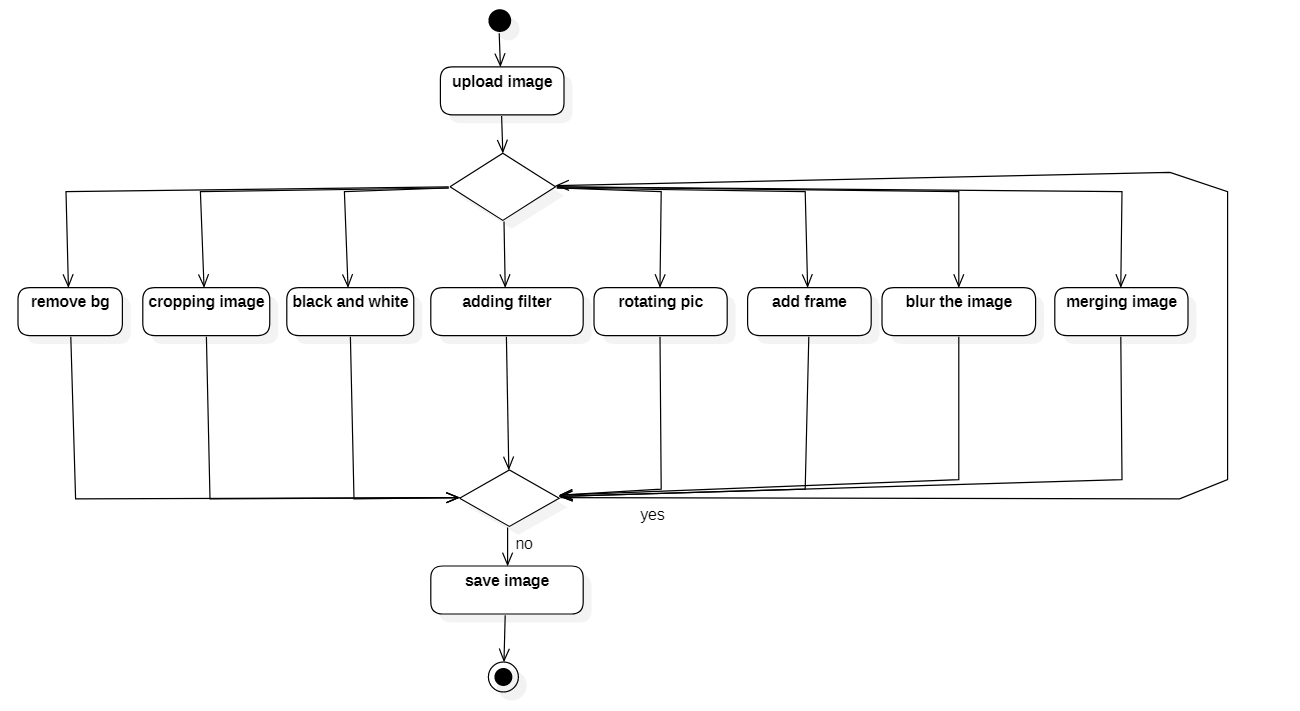 upload image
remove bg
cropping image
black and white
adding filter
rotating pic
add frame
blur the image
merging image
yes
no
save image